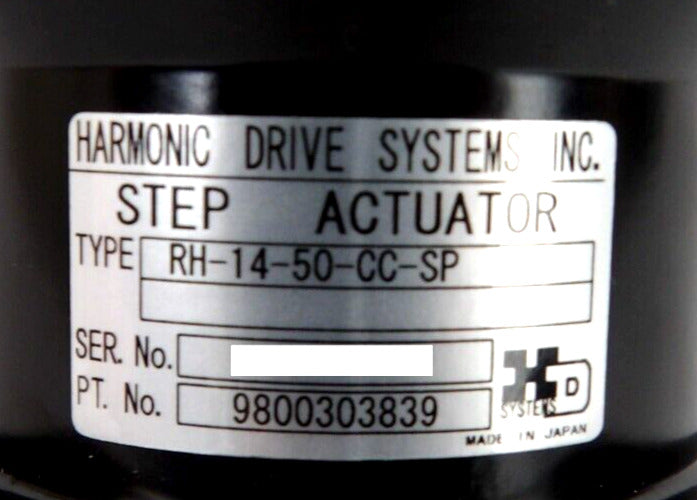 HARMONIC DRIVE SYSTEMS INC.
STEP ACTUATOR
TYPE RH-14-50-CC-SP
SER. No.
PT. No. 9800303839
HD
SYSTEMS
MADE IN JAPAN